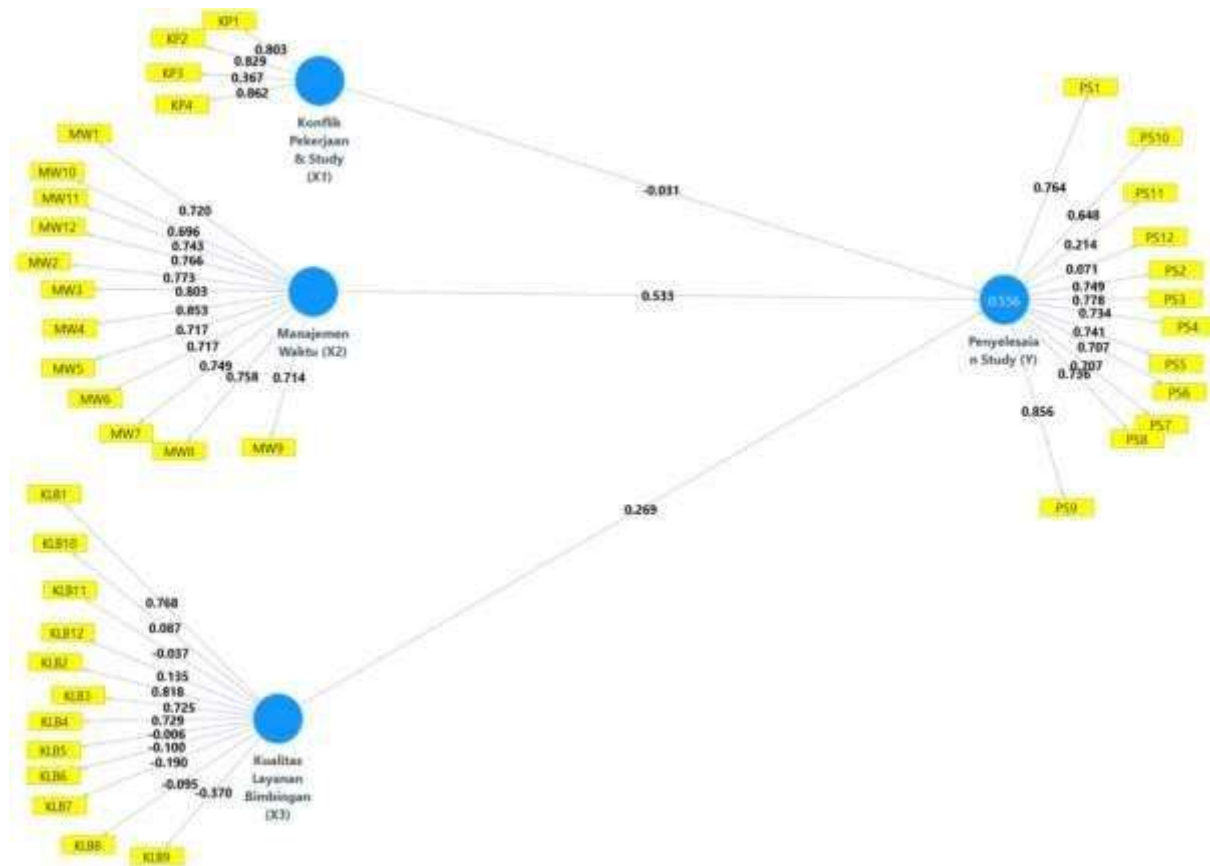 KP1
KP2
0.803
0.829
KP3
0.367
KP4
0.862
Konflik
Pekerjaan
& Study
(X1)
-0.031
MW1
MW10
MW11
MW12
MW2
MW3
MW4
MW5
MW6
MW7
MW8
MW9
0.720
0.696
0.743
0.766
0.773
0.803
0.853
0.717
0.717
0.749
0.758
0.714
Manajemen
Waktu (X2)
0.533
KLB1
KLB10
KLB11
KLB12
KLB2
KLB3
KLB4
KLB5
KLB6
KLB7
KLB8
KLB9
0.768
0.087
-0.037
0.135
0.818
0.725
0.729
-0.006
-0.100
-0.190
-0.095
-0.370
Kualitas
Layanan
Bimbingan
(X3)
0.269
PS1
PS10
PS11
PS12
PS2
PS3
PS4
PS5
PS6
PS7
PS8
PS9
0.764
0.648
0.214
0.071
0.749
0.778
0.734
0.741
0.707
0.707
0.736
0.856
0.556
Penyelesaia
n Study (Y)